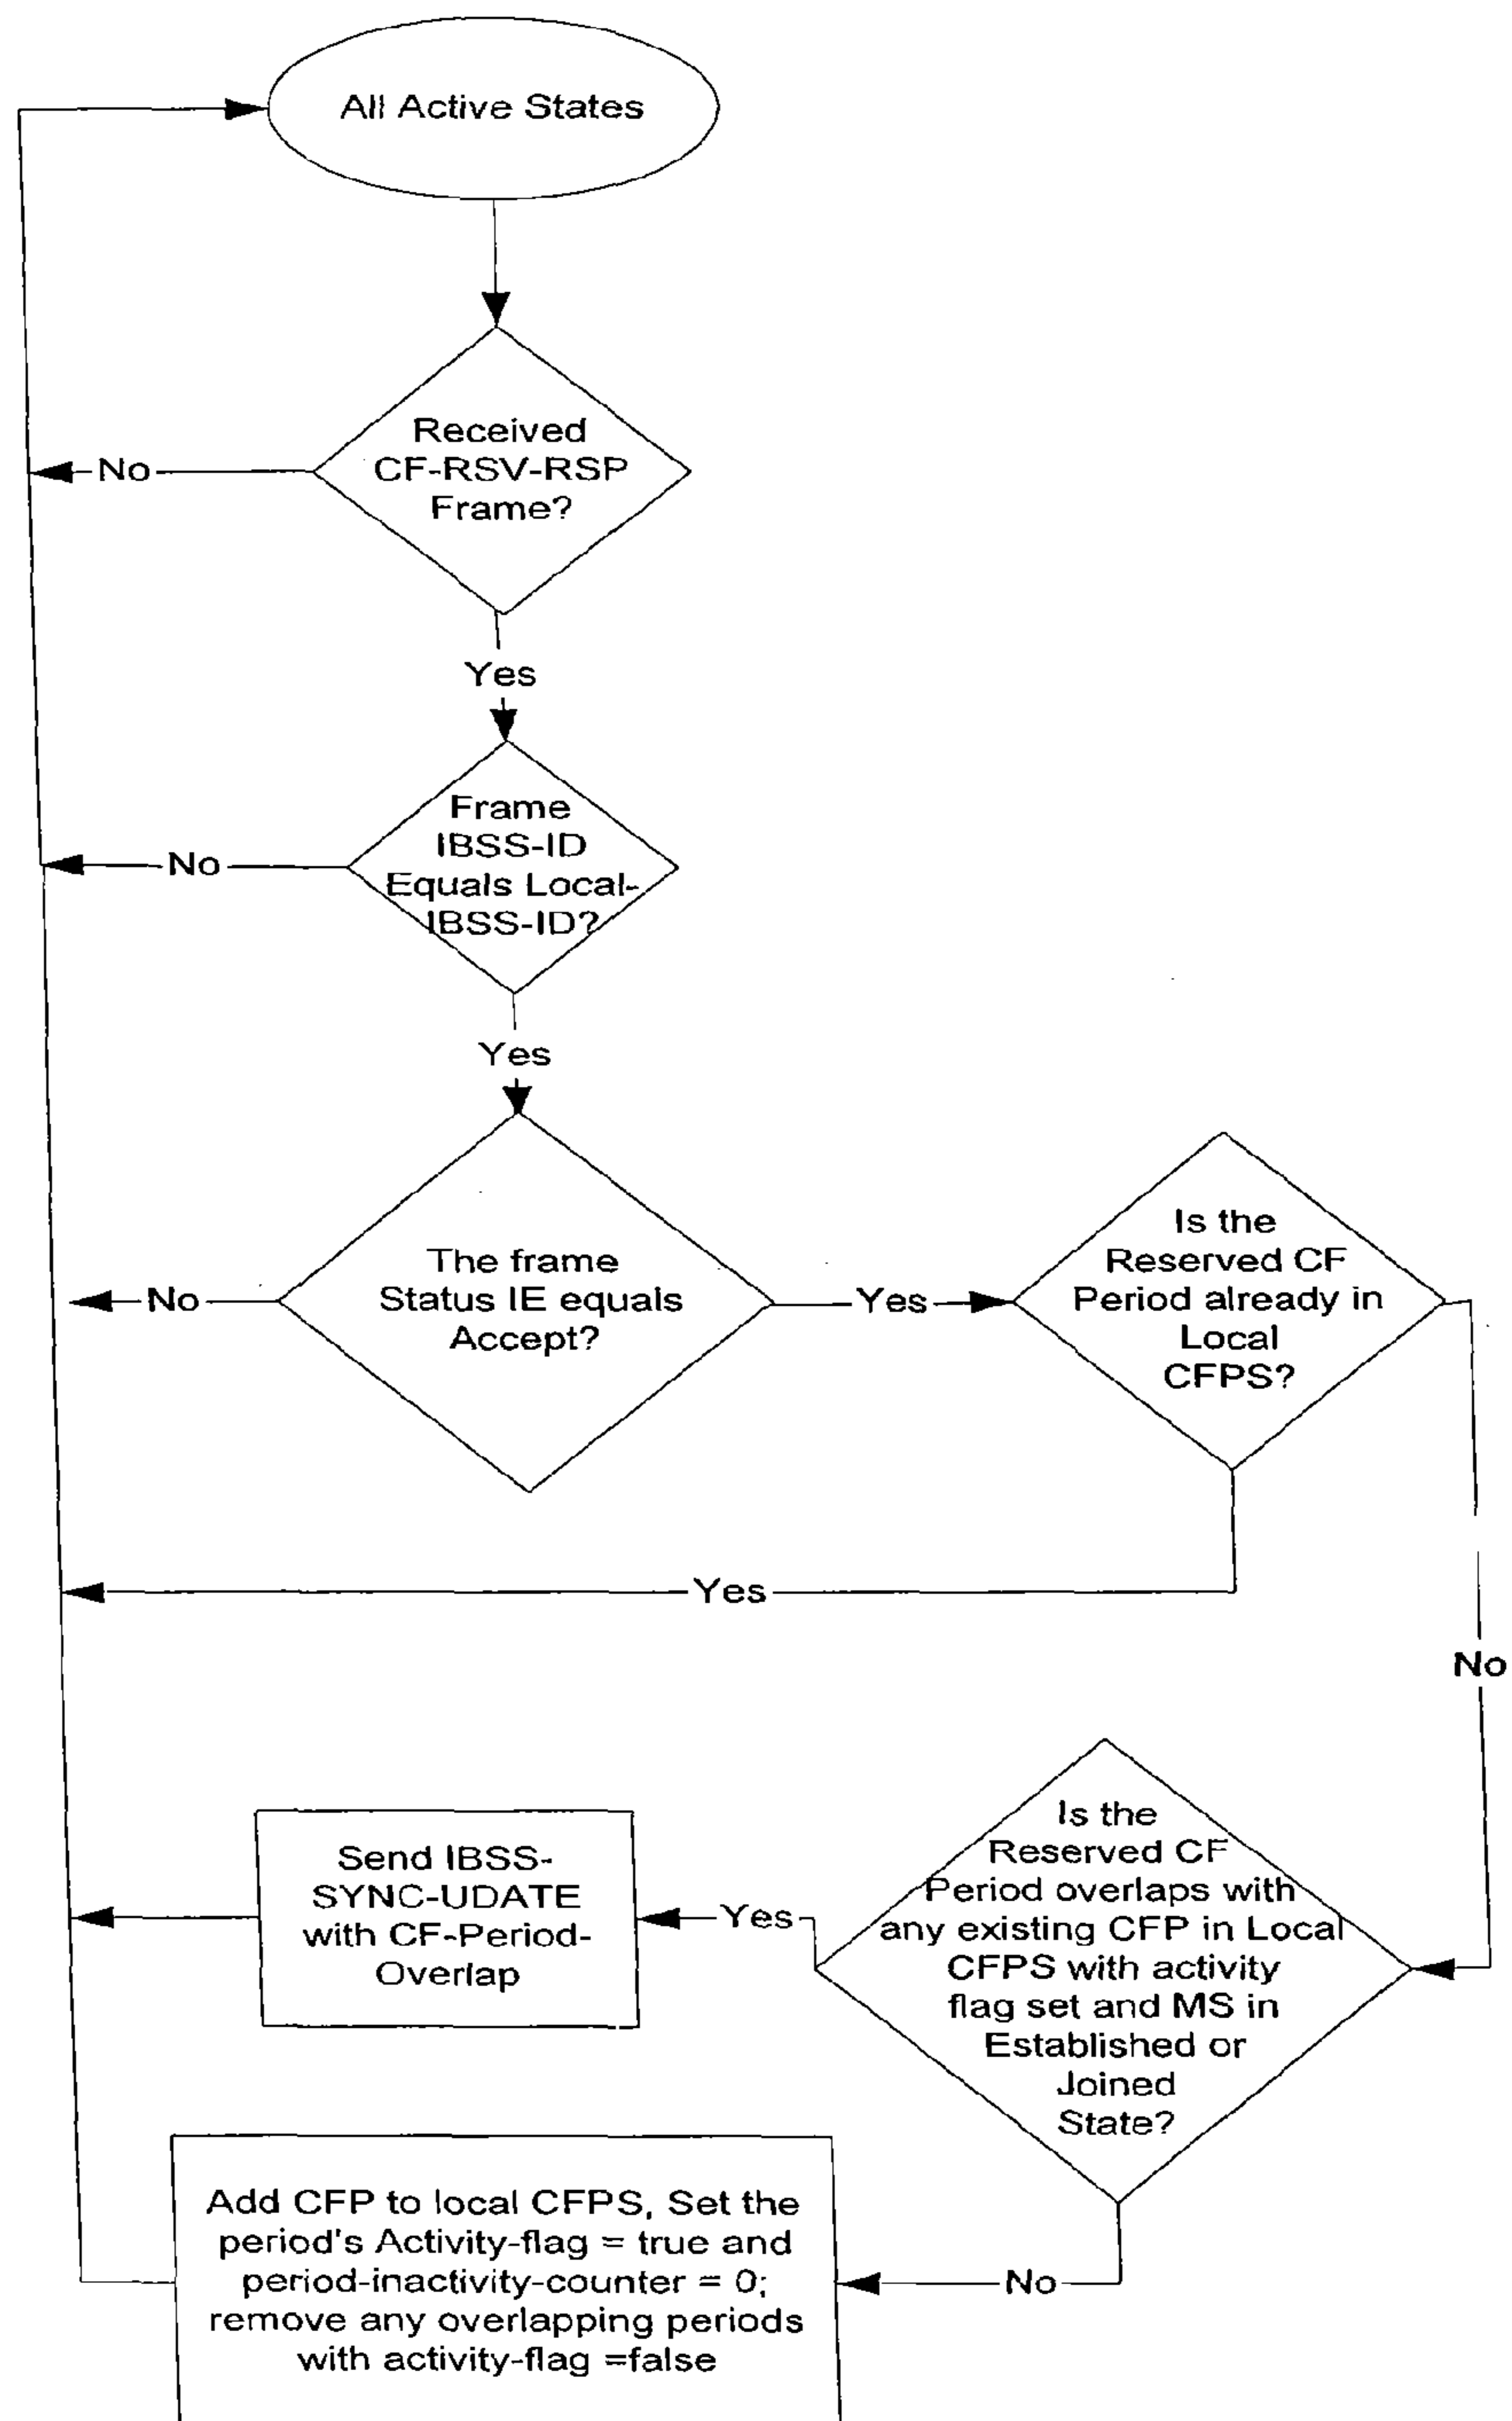 All Active States
Received
CF-RSV-RSP
Frame?
No
Yes
Frame
IBSS-ID
Equals Local-
IBSS-ID?
No
Yes
The frame
Status IE equals
Accept?
No
Yes
Is the
Reserved CF
Period already in
Local
CFPS?
Yes
No
Is the
Reserved CF
Period overlaps with
any existing CFP in Local
CFPS with activity
flag set and MS in
Established or
Joined
State?
Yes
Send IBSS-
SYNC-UDATE
with CF-Period-
Overlap
No
Add CFP to local CFPS, Set the
period's Activity-flag = true and
period-inactivity-counter = 0;
remove any overlapping periods
with activity-flag =false